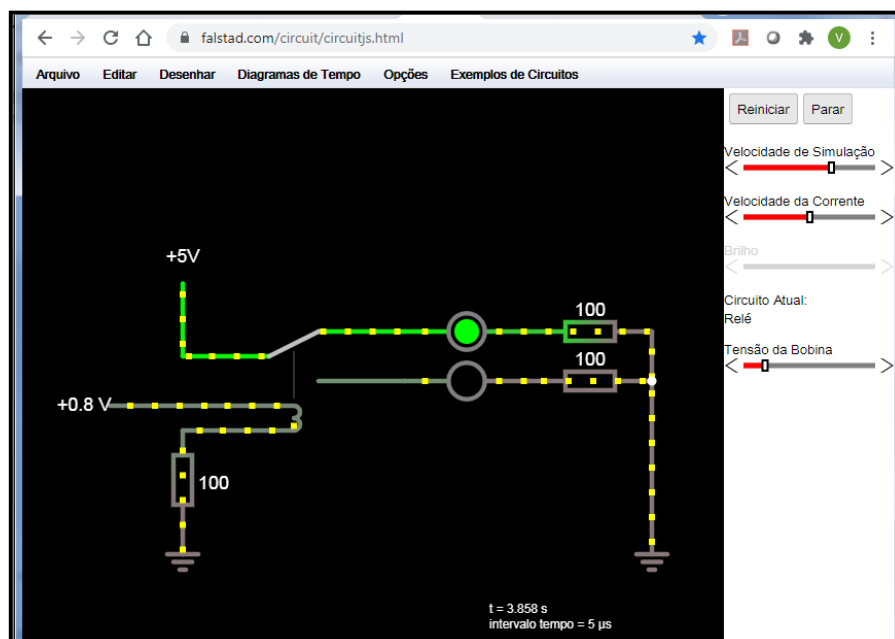 falstad.com/circuit/circuitjs.html
V
Arquivo Editar Desenhar Diagramas de Tempo Opções Exemplos de Circuitos
Reiniciar Parar
Velocidade de Simulação
Velocidade da Corrente
Brilho
Circuito Atual:
Relé
Tensão da Bobina
+5V
100
100
+0.8 V
100
t = 3.858 s
intervalo tempo = 5 µs